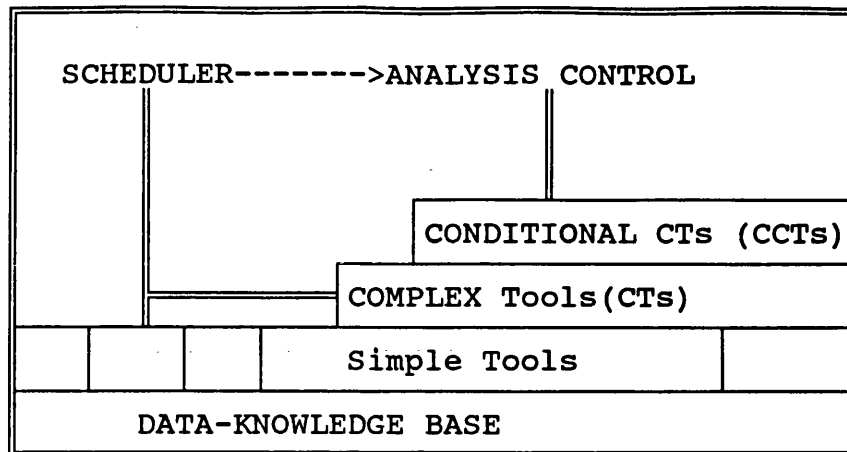 SCHEDULER------->ANALYSIS CONTROL
CONDITIONAL CTs (CCTs)
COMPLEX Tools(CTs)
Simple Tools
DATA-KNOWLEDGE BASE